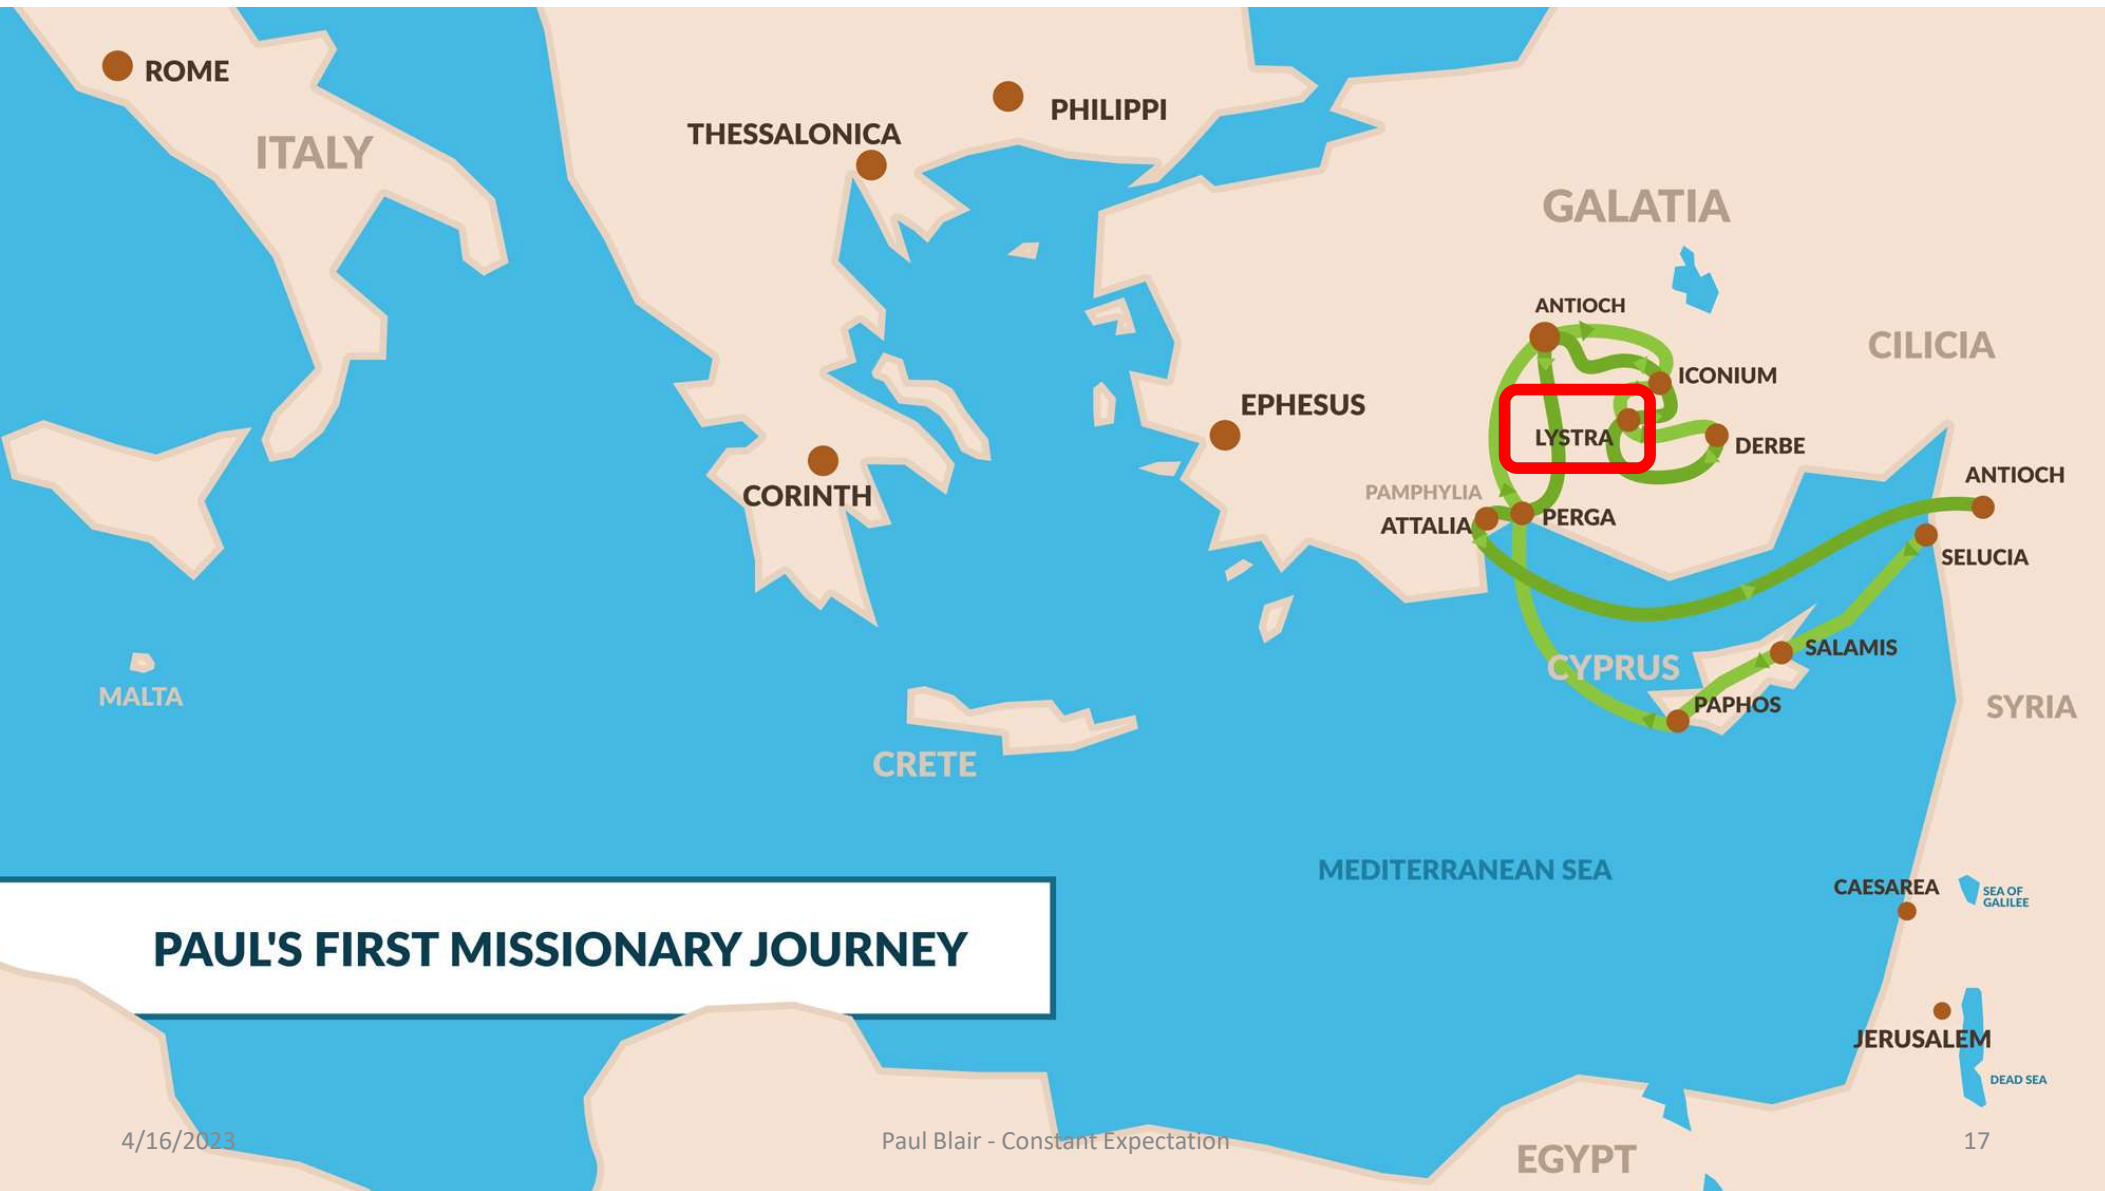 ROME
ITALY
PHILIPPI
THESSALONICA
GALATIA
ANTIOCH
CILICIA
ICONIUM
EPHESUS
LYSTRA
DERBE
ANTIOCH
PAMPHYLIA
CORINTH
ATTALIA
PERGA
SELUCIA
SALAMIS
CYPRUS
MALTA
PAPHOS
SYRIA
CRETE
MEDITERRANEAN SEA
CAESAREA
SEA OF
GALILEE
PAUL'S FIRST MISSIONARY JOURNEY
JERUSALEM
DEAD SEA
4/16/2023
Paul Blair - Constant Expectation
17
EGYPT